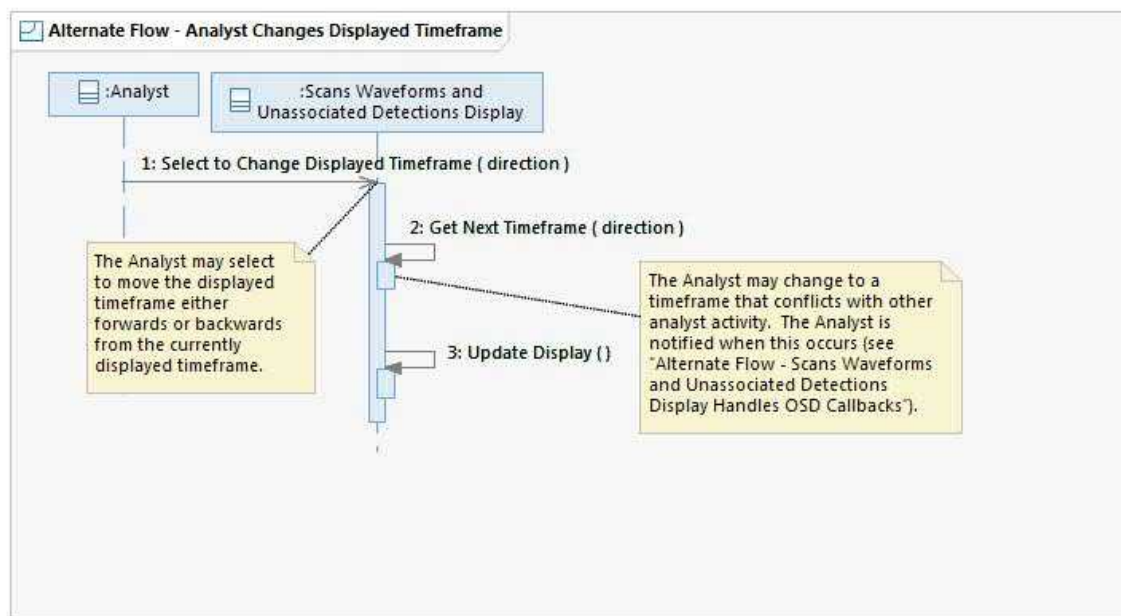 Alternate Flow - Analyst Changes Displayed Timeframe
:Analyst
:Scans Waveforms and
Unassociated Detections Display
1: Select to Change Displayed Timeframe ( direction )
2: Get Next Timeframe ( direction )
The Analyst may select
to move the displayed
timeframe either
forwards or backwards
from the currently
displayed timeframe.
The Analyst may change to a
timeframe that conflicts with other
analyst activity.  The Analyst is
notified when this occurs (see
"Alternate Flow - Scans Waveforms
and Unassociated Detections
Display Handles OSD Callbacks").
3: Update Display ( )